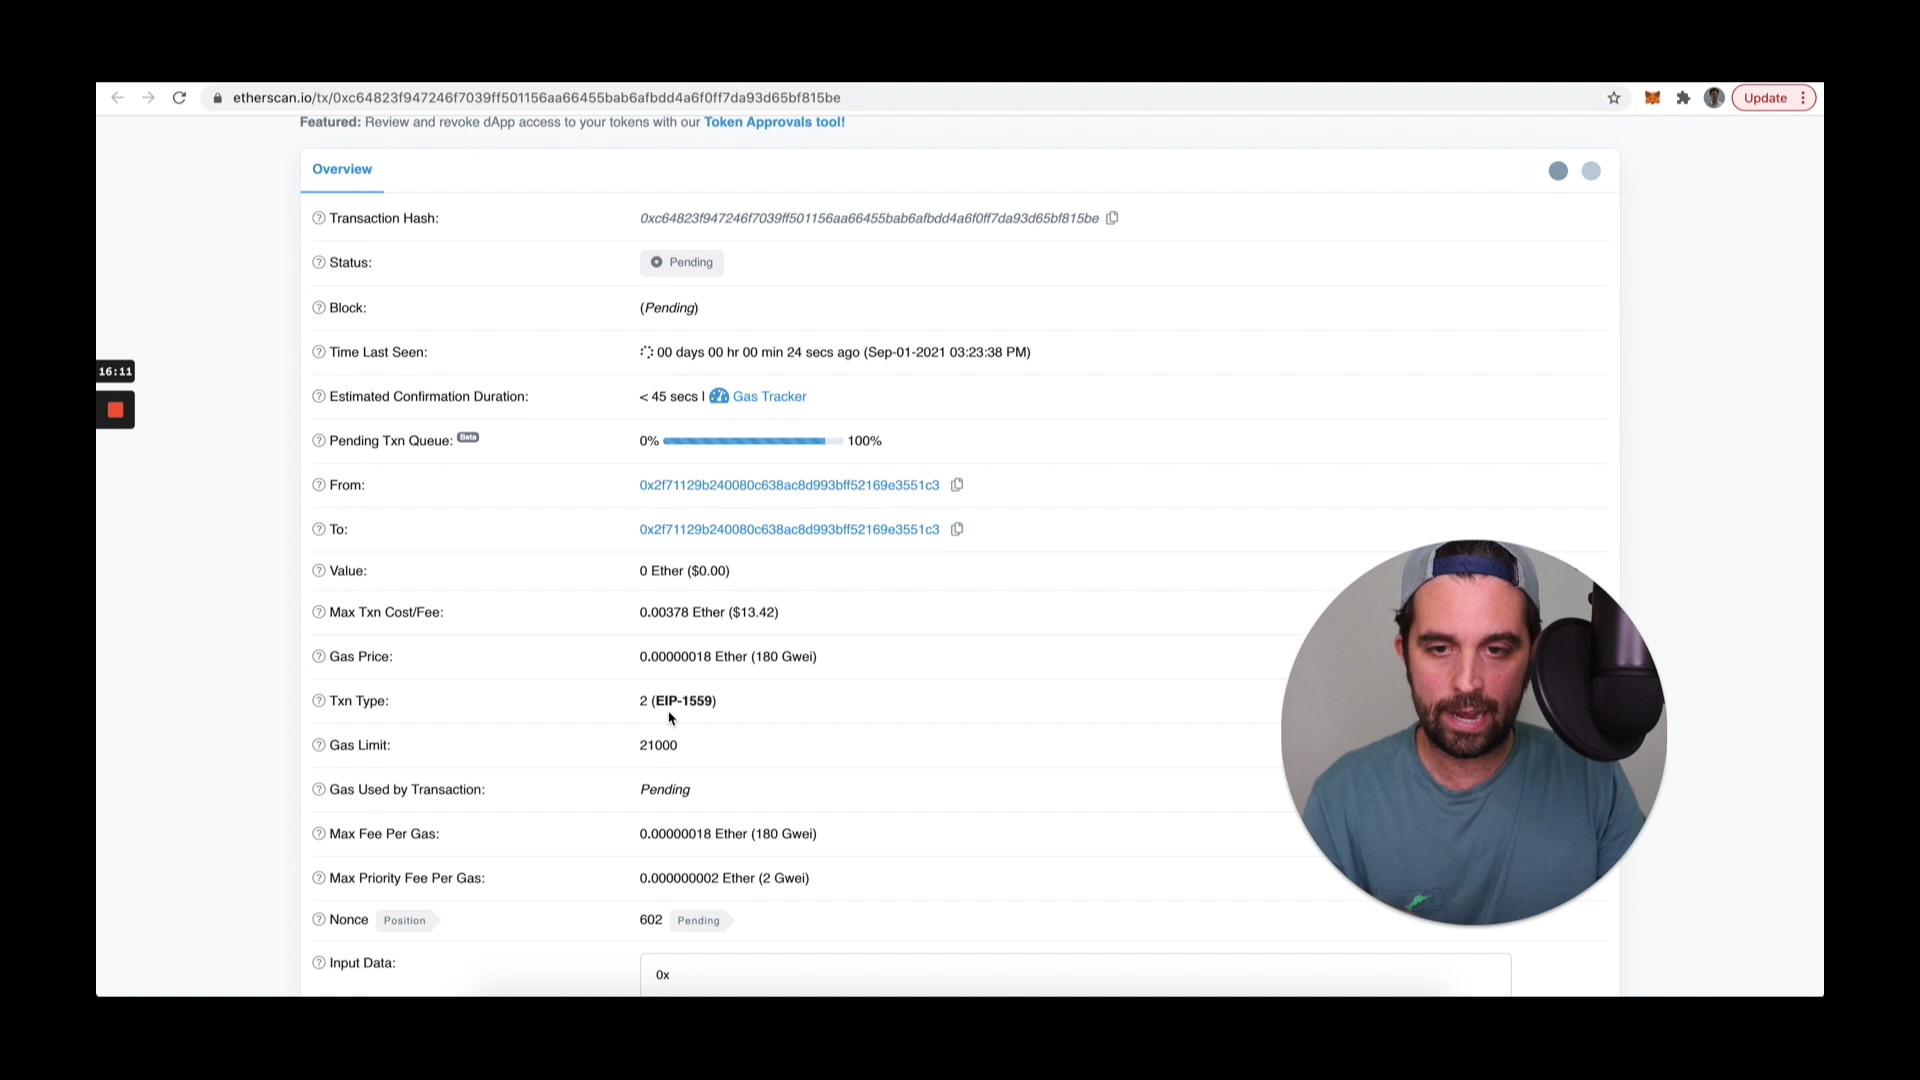 etherscan.io/tx/0xc64823f947246f7039ff501156aa66455bab6afbdd4a6f0ff7da93d65bf815be
Update
Featured: Review and revoke dApp access to your tokens with our Token Approvals tool!
Overview
Transaction Hash: 0xc64823f947246f7039ff501156aa66455bab6afbdd4a6f0ff7da93d65bf815be
Status: Pending
Block: (Pending)
Time Last Seen: 00 days 00 hr 00 min 24 secs ago (Sep-01-2021 03:23:38 PM)
16:11
Estimated Confirmation Duration: < 45 secs | Gas Tracker
Pending Txn Queue: Beta 0% 100%
From: 0x2f71129b240080c638ac8d993bff52169e3551c3
To: 0x2f71129b240080c638ac8d993bff52169e3551c3
Value: 0 Ether ($0.00)
Max Txn Cost/Fee: 0.00378 Ether ($13.42)
Gas Price: 0.00000018 Ether (180 Gwei)
Txn Type: 2 (EIP-1559)
Gas Limit: 21000
Gas Used by Transaction: Pending
Max Fee Per Gas: 0.00000018 Ether (180 Gwei)
Max Priority Fee Per Gas: 0.000000002 Ether (2 Gwei)
Nonce Position 602 Pending
Input Data: 0x